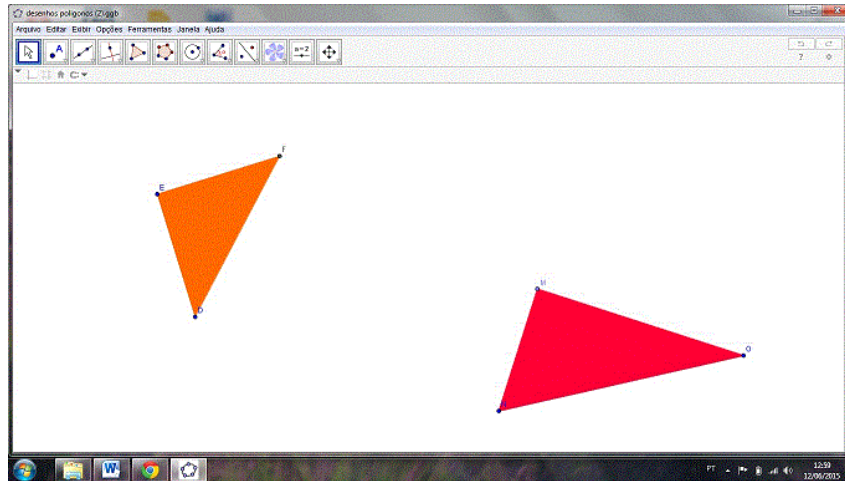 desenhos poligonos (2).ggb
Arquivo Editar Exibir Opções Ferramentas Janela Ajuda
A
a=2
?
F
E
D
O
W
PT
12:59
12/06/2015